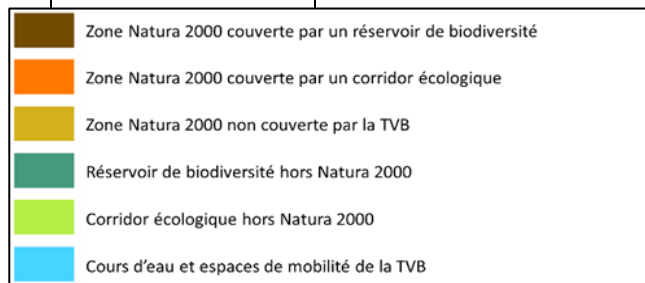 Zone Natura 2000 couverte par un réservoir de biodiversité
Zone Natura 2000 couverte par un corridor écologique
Zone Natura 2000 non couverte par la TVB
Réservoir de biodiversité hors Natura 2000
Corridor écologique hors Natura 2000
Cours d'eau et espaces de mobilité de la TVB